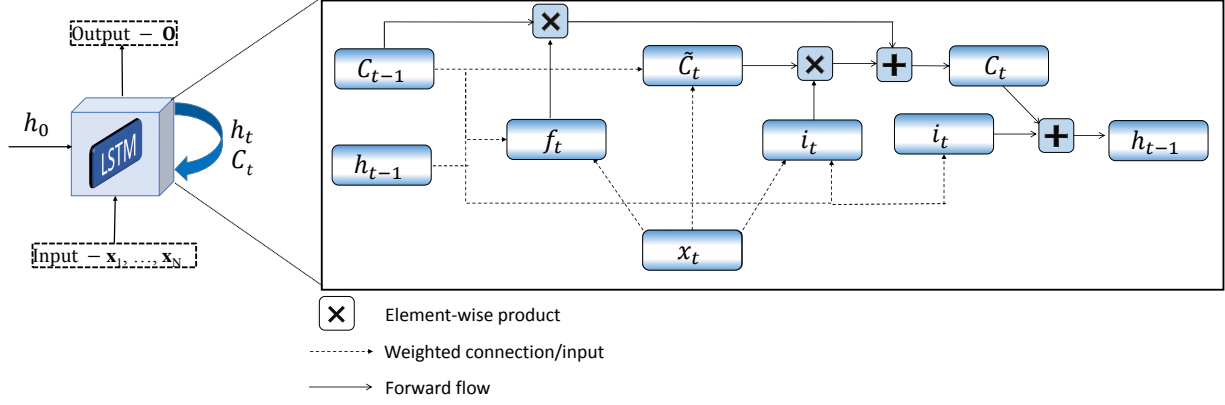 Output – O
h₀
LSTM
hₜ
Cₜ
Input – x₁, …, x_N
×
Cₜ₋₁
C̃ₜ
×
+
Cₜ
fₜ
iₜ
iₜ
+
hₜ₋₁
hₜ₋₁
xₜ
× Element-wise product
Weighted connection/input
Forward flow